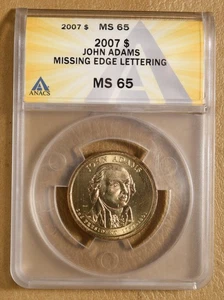 2007 $ MS 65
2007 $
JOHN ADAMS
MISSING EDGE LETTERING
MS 65
ANACS
JOHN ADAMS